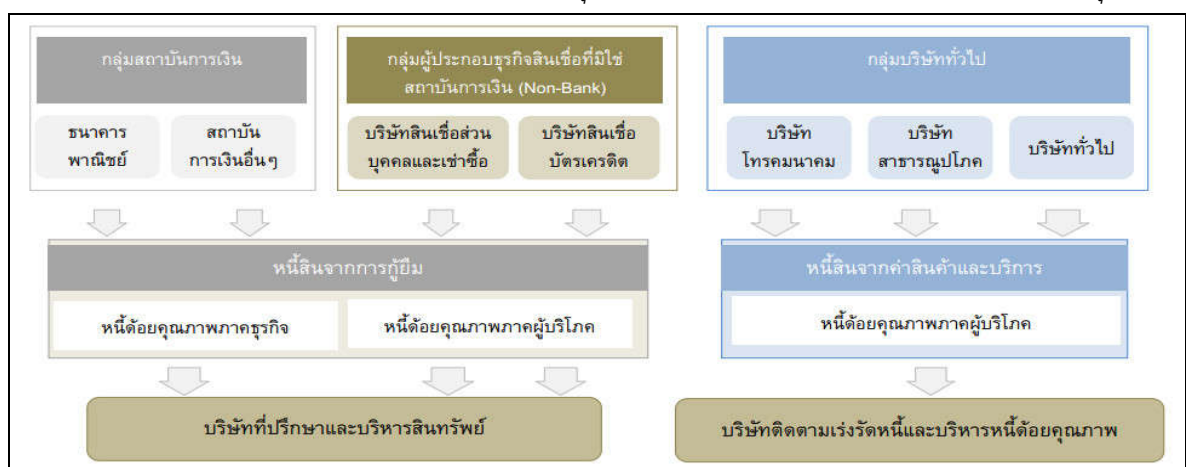 กลุ่มสถาบันการเงิน
กลุ่มผู้ประกอบธุรกิจสินเชื่อที่มิใช่
สถาบันการเงิน (Non-Bank)
กลุ่มบริษัททั่วไป
ธนาคาร
พาณิชย์
สถาบัน
การเงินอื่นๆ
บริษัทสินเชื่อส่วน
บุคคลและเช่าซื้อ
บริษัทสินเชื่อ
บัตรเครดิต
บริษัท
โทรคมนาคม
บริษัท
สาธารณูปโภค
บริษัททั่วไป
หนี้สินจากการกู้ยืม
หนี้สินจากค่าสินค้าและบริการ
หนี้ด้อยคุณภาพภาคธุรกิจ
หนี้ด้อยคุณภาพภาคผู้บริโภค
หนี้ด้อยคุณภาพภาคผู้บริโภค
บริษัทที่ปรึกษาและบริหารสินทรัพย์
บริษัทติดตามเร่งรัดหนี้และบริหารหนี้ด้อยคุณภาพ